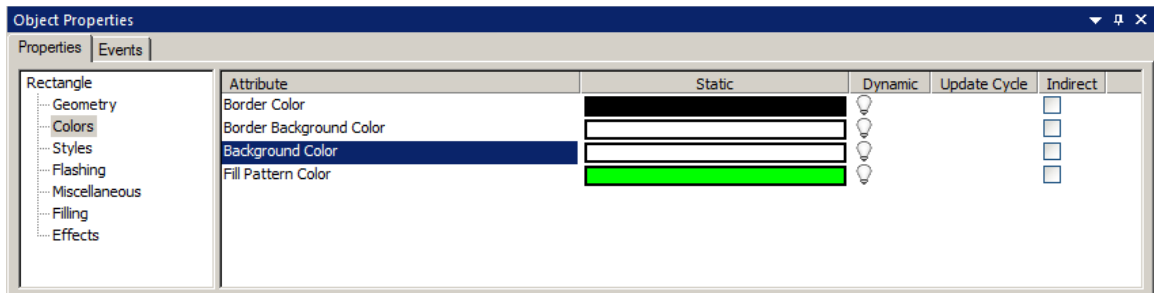 Object Properties
Properties Events
Rectangle
Geometry
Colors
Styles
Flashing
Miscellaneous
Filling
Effects
Attribute Static Dynamic Update Cycle Indirect
Border Color
Border Background Color
Background Color
Fill Pattern Color